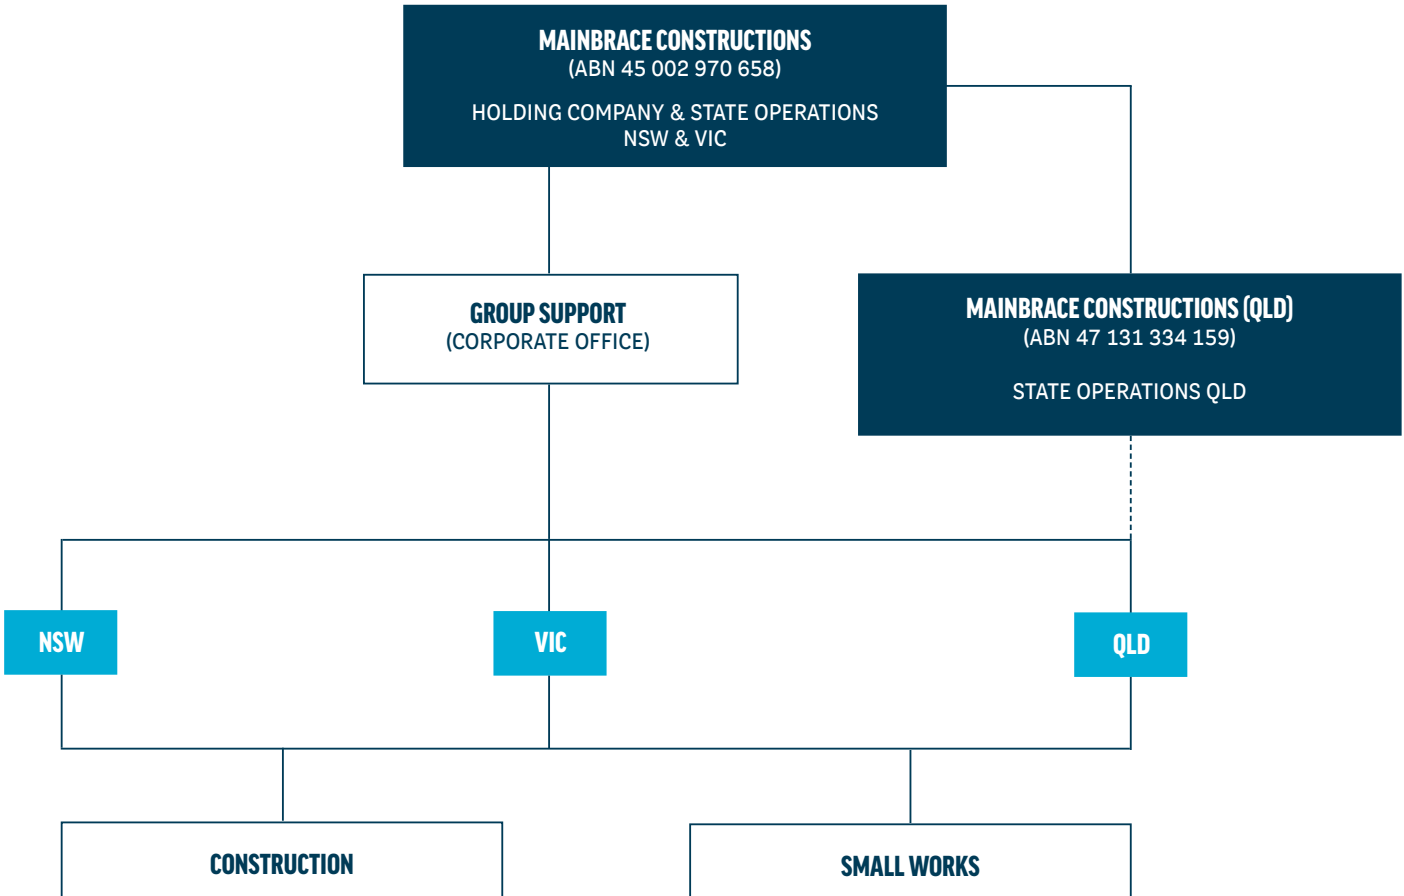 MAINBRACE CONSTRUCTIONS
(ABN 45 002 970 658)
HOLDING COMPANY & STATE OPERATIONS
NSW & VIC
GROUP SUPPORT
(CORPORATE OFFICE)
MAINBRACE CONSTRUCTIONS (QLD)
(ABN 47 131 334 159)
STATE OPERATIONS QLD
NSW
VIC
QLD
CONSTRUCTION
SMALL WORKS